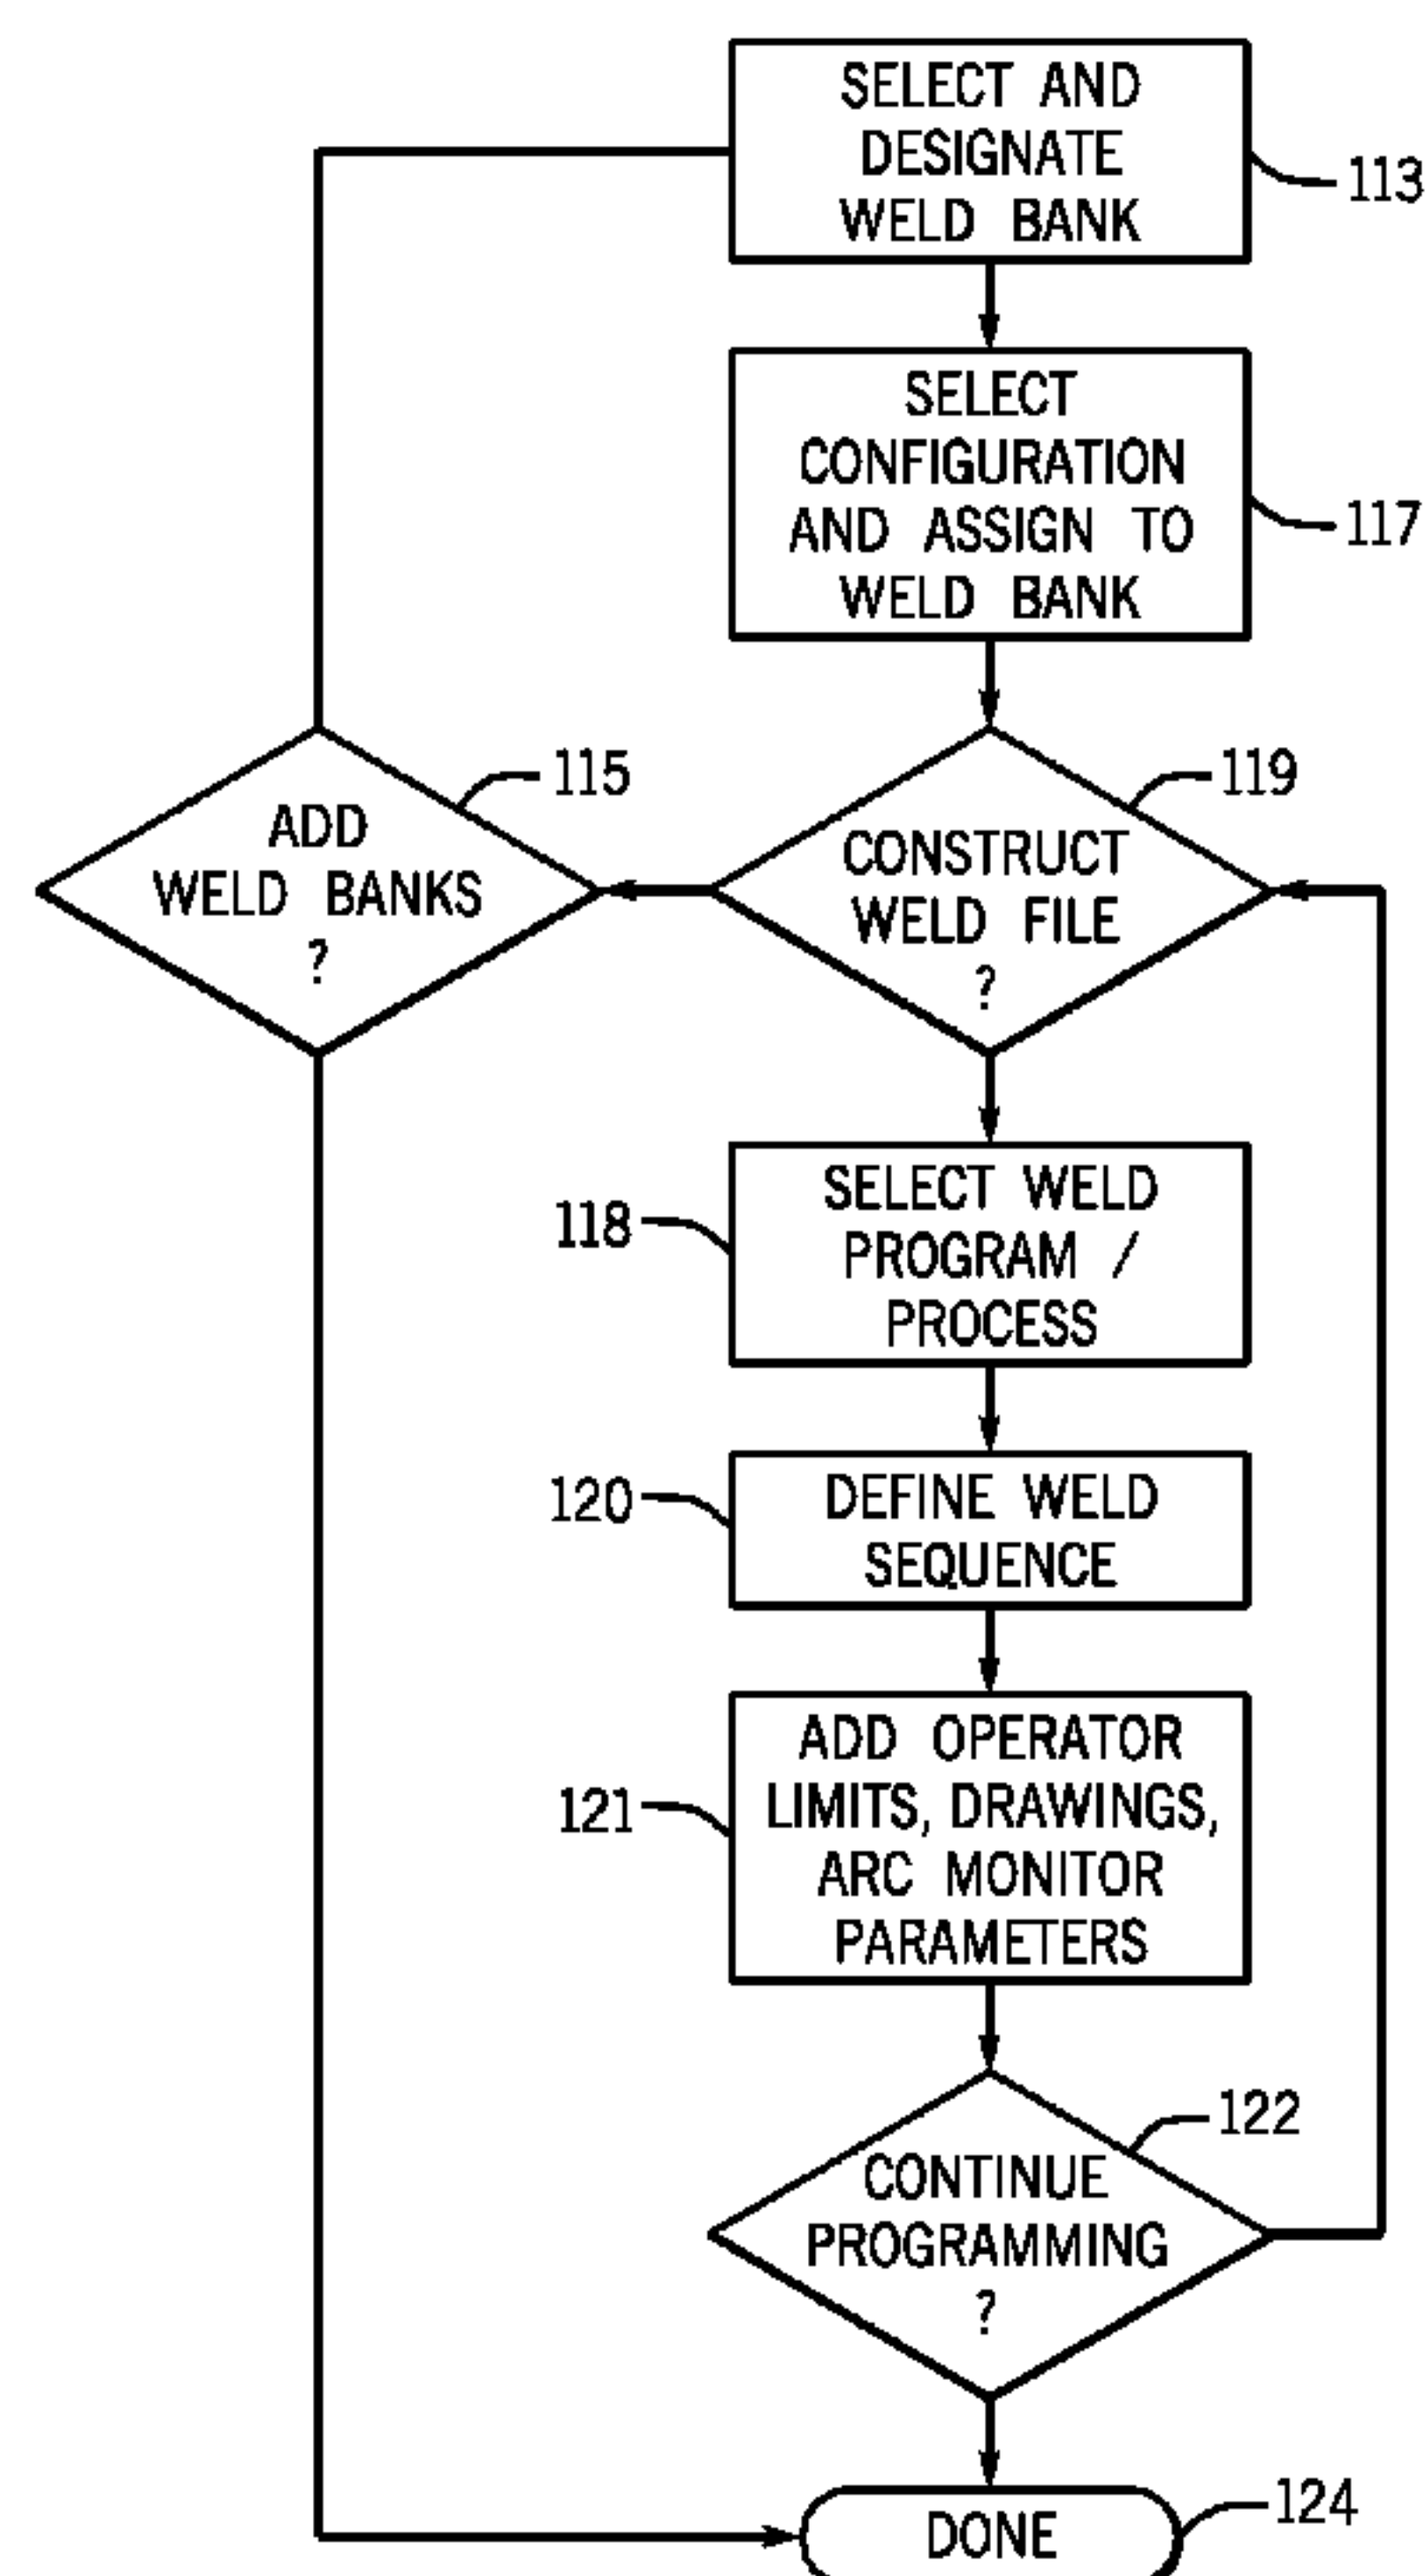 SELECT AND
DESIGNATE
WELD BANK
113
SELECT
CONFIGURATION
AND ASSIGN TO
WELD BANK
117
115
ADD
WELD BANKS
?
119
CONSTRUCT
WELD FILE
?
118
SELECT WELD
PROGRAM /
PROCESS
120
DEFINE WELD
SEQUENCE
121
ADD OPERATOR
LIMITS, DRAWINGS,
ARC MONITOR
PARAMETERS
122
CONTINUE
PROGRAMMING
?
DONE
124